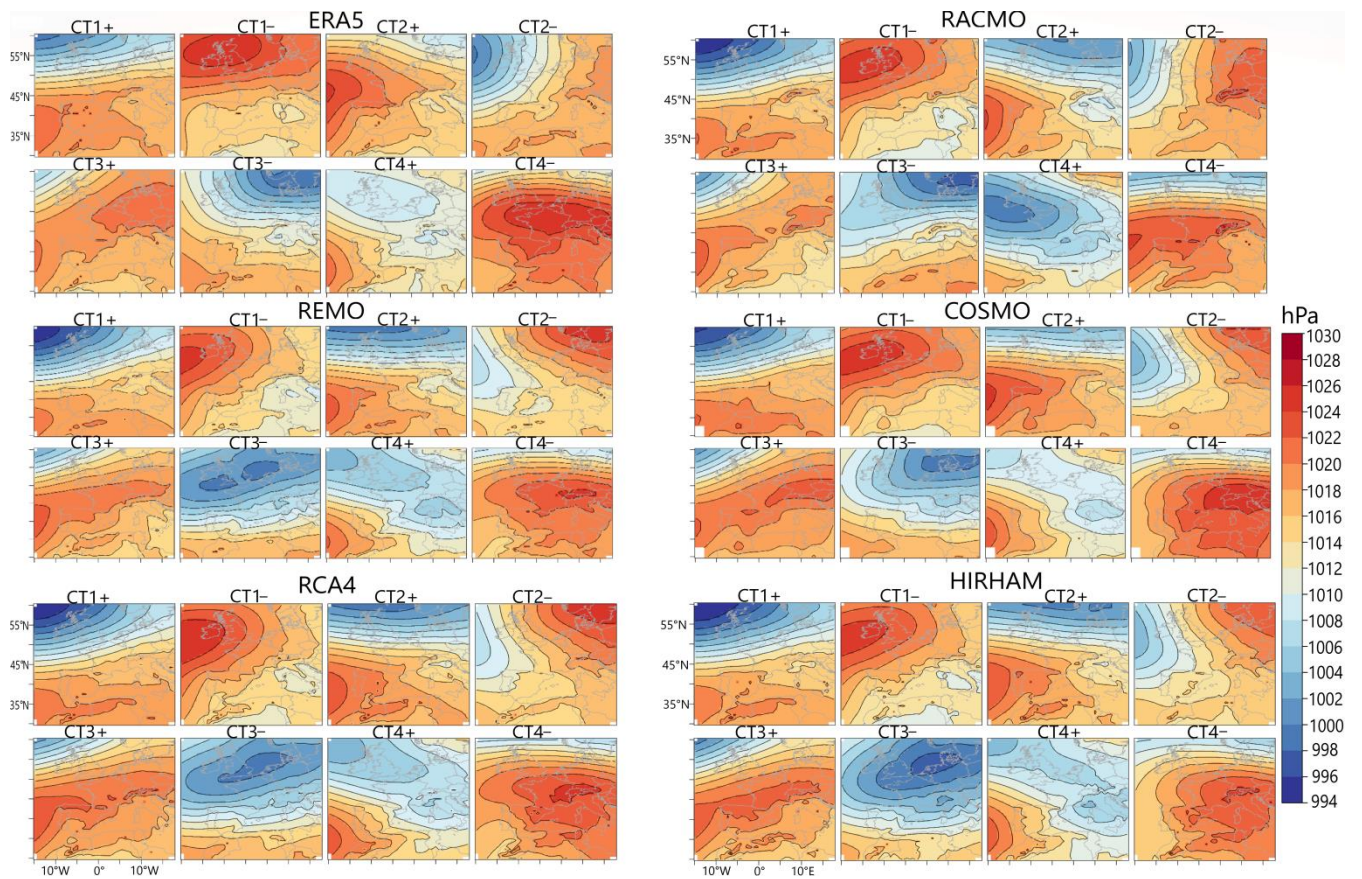 ERA5
CT1+ CT1– CT2+ CT2–
55°N
45°N
35°N
CT3+ CT3– CT4+ CT4–
RACMO
CT1+ CT1– CT2+ CT2–
55°N
45°N
35°N
CT3+ CT3– CT4+ CT4–
REMO
CT1+ CT1– CT2+ CT2–
CT3+ CT3– CT4+ CT4–
COSMO
CT1+ CT1– CT2+ CT2–
CT3+ CT3– CT4+ CT4–
RCA4
CT1+ CT1– CT2+ CT2–
55°N
45°N
35°N
CT3+ CT3– CT4+ CT4–
10°W 0° 10°W
HIRHAM
CT1+ CT1– CT2+ CT2–
55°N
45°N
35°N
CT3+ CT3– CT4+ CT4–
10°W 0° 10°E
hPa
1030
1028
1026
1024
1022
1020
1018
1016
1014
1012
1010
1008
1006
1004
1002
1000
998
996
994